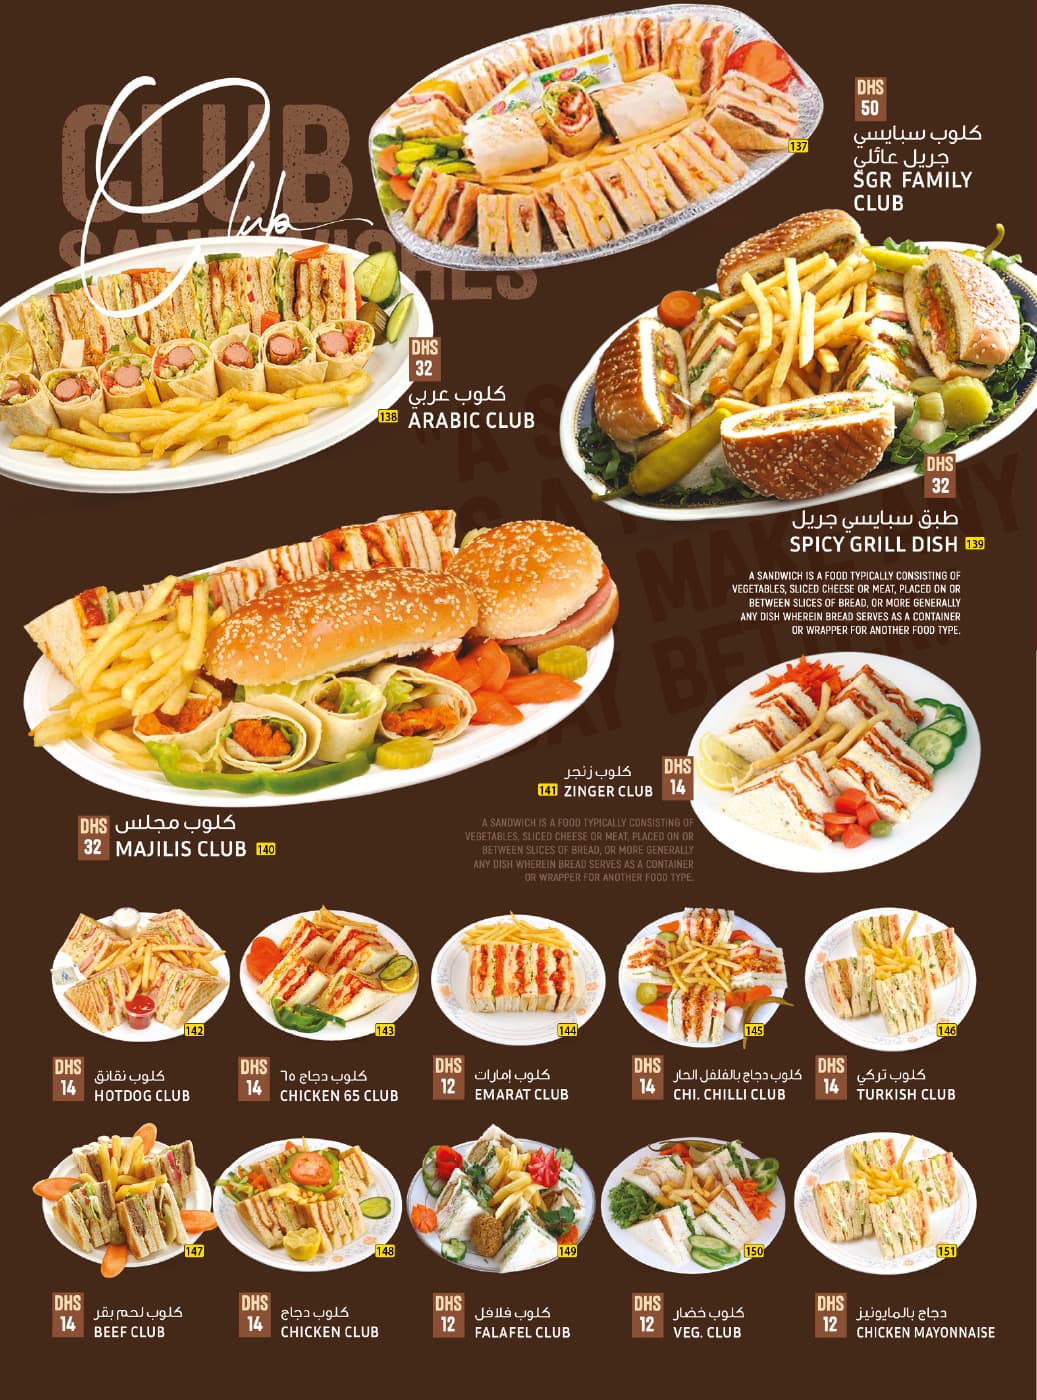 CLUB
Club
SANDWICHES
137
DHS
50
كلوب سبايسي
جريل عائلي
SGR FAMILY
CLUB
DHS
32
كلوب عربي
138 ARABIC CLUB
DHS
32
طبق سبايسي جريل
SPICY GRILL DISH 139
A SANDWICH IS A FOOD TYPICALLY CONSISTING OF
VEGETABLES, SLICED CHEESE OR MEAT, PLACED ON OR
BETWEEN SLICES OF BREAD, OR MORE GENERALLY
ANY DISH WHEREIN BREAD SERVES AS A CONTAINER
OR WRAPPER FOR ANOTHER FOOD TYPE.
DHS
32
كلوب مجلس
MAJILIS CLUB 140
كلوب زنجر
141 ZINGER CLUB
DHS
14
A SANDWICH IS A FOOD TYPICALLY CONSISTING OF
VEGETABLES, SLICED CHEESE OR MEAT, PLACED ON OR
BETWEEN SLICES OF BREAD, OR MORE GENERALLY
ANY DISH WHEREIN BREAD SERVES AS A CONTAINER
OR WRAPPER FOR ANOTHER FOOD TYPE.
142
DHS
14
كلوب نقانق
HOTDOG CLUB
143
DHS
14
كلوب دجاج ٦٥
CHICKEN 65 CLUB
144
DHS
12
كلوب إمارات
EMARAT CLUB
145
DHS
14
كلوب دجاج بالفلفل الحار
CHI. CHILLI CLUB
146
DHS
14
كلوب تركي
TURKISH CLUB
147
DHS
14
كلوب لحم بقر
BEEF CLUB
148
DHS
14
كلوب دجاج
CHICKEN CLUB
149
DHS
12
كلوب فلافل
FALAFEL CLUB
150
DHS
12
كلوب خضار
VEG. CLUB
151
DHS
12
دجاج بالمايونيز
CHICKEN MAYONNAISE